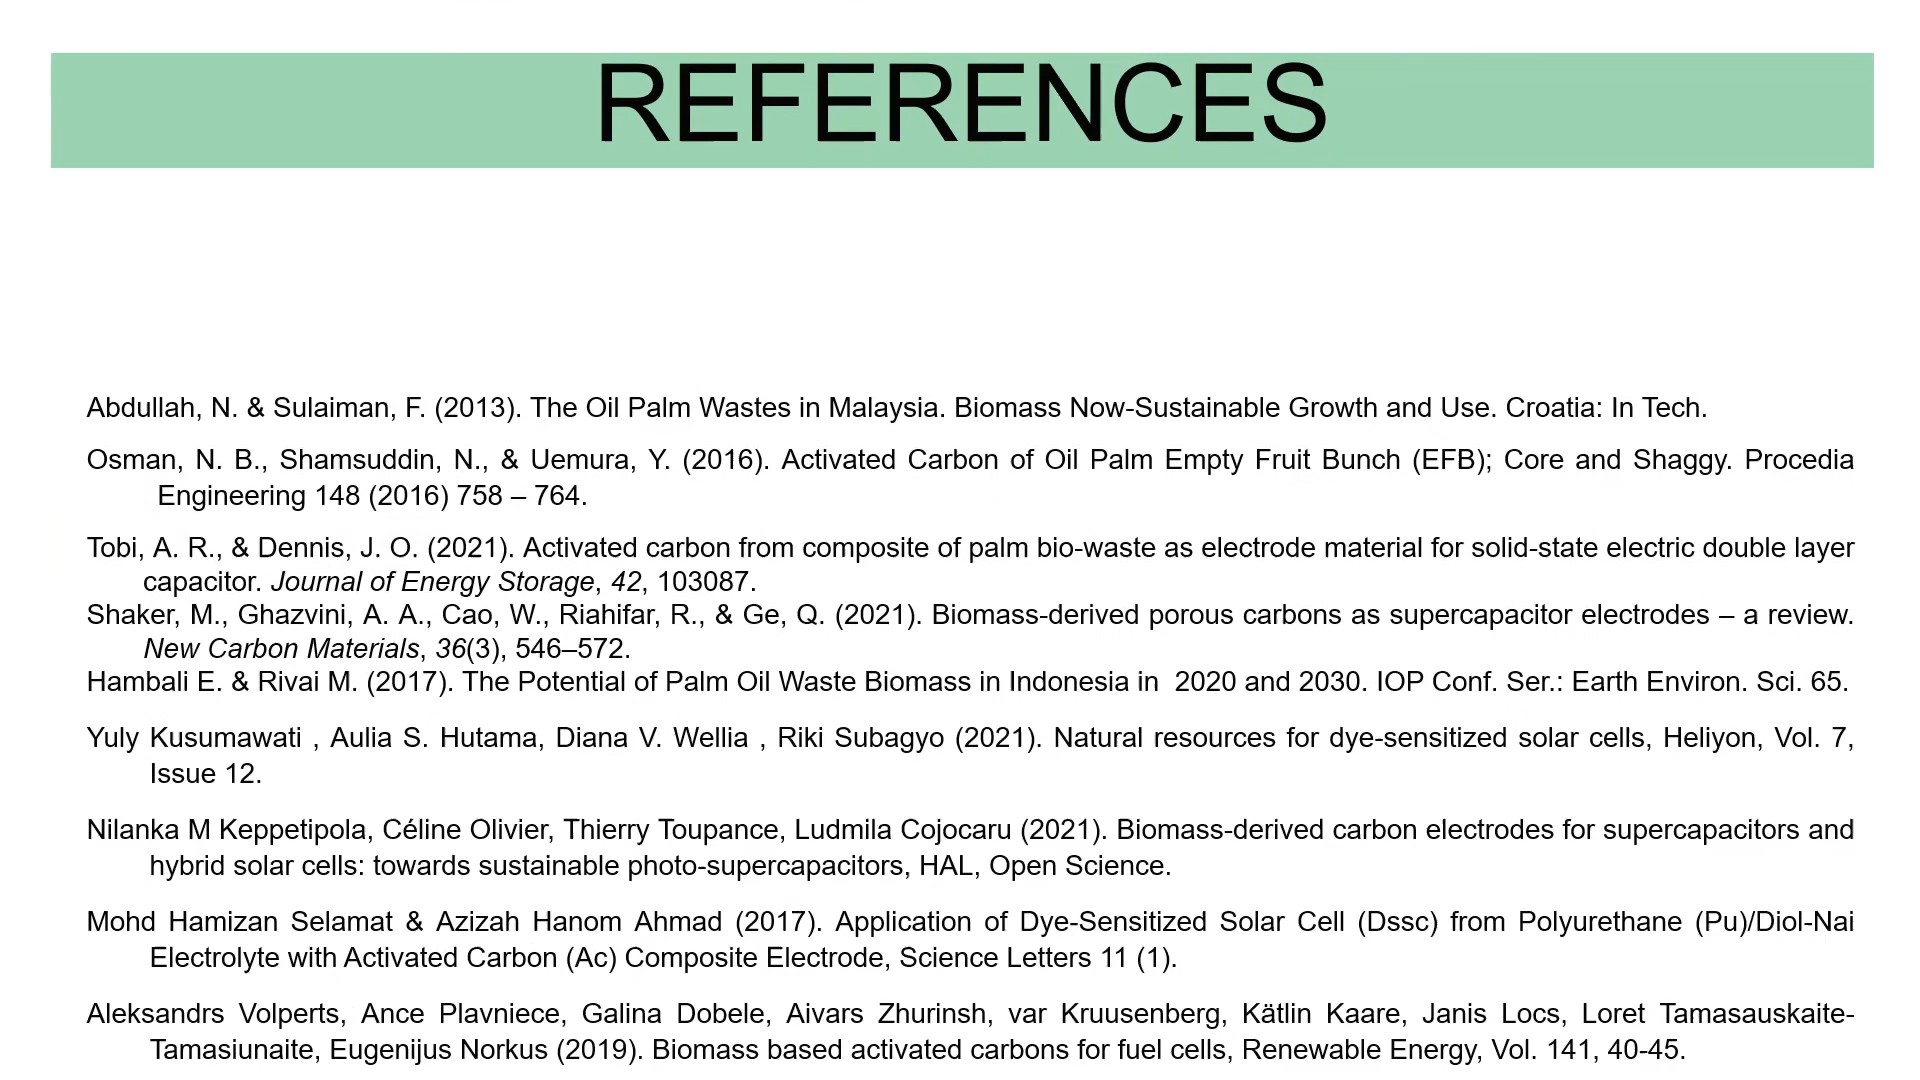 REFERENCES
Abdullah, N. & Sulaiman, F. (2013). The Oil Palm Wastes in Malaysia. Biomass Now-Sustainable Growth and Use. Croatia: In Tech.
Osman, N. B., Shamsuddin, N., & Uemura, Y. (2016). Activated Carbon of Oil Palm Empty Fruit Bunch (EFB); Core and Shaggy. Procedia
Engineering 148 (2016) 758 – 764.
Tobi, A. R., & Dennis, J. O. (2021). Activated carbon from composite of palm bio-waste as electrode material for solid-state electric double layer
capacitor. Journal of Energy Storage, 42, 103087.
Shaker, M., Ghazvini, A. A., Cao, W., Riahifar, R., & Ge, Q. (2021). Biomass-derived porous carbons as supercapacitor electrodes – a review.
New Carbon Materials, 36(3), 546–572.
Hambali E. & Rivai M. (2017). The Potential of Palm Oil Waste Biomass in Indonesia in  2020 and 2030. IOP Conf. Ser.: Earth Environ. Sci. 65.
Yuly Kusumawati , Aulia S. Hutama, Diana V. Wellia , Riki Subagyo (2021). Natural resources for dye-sensitized solar cells, Heliyon, Vol. 7,
Issue 12.
Nilanka M Keppetipola, Céline Olivier, Thierry Toupance, Ludmila Cojocaru (2021). Biomass-derived carbon electrodes for supercapacitors and
hybrid solar cells: towards sustainable photo-supercapacitors, HAL, Open Science.
Mohd Hamizan Selamat & Azizah Hanom Ahmad (2017). Application of Dye-Sensitized Solar Cell (Dssc) from Polyurethane (Pu)/Diol-Nai
Electrolyte with Activated Carbon (Ac) Composite Electrode, Science Letters 11 (1).
Aleksandrs Volperts, Ance Plavniece, Galina Dobele, Aivars Zhurinsh, var Kruusenberg, Kätlin Kaare, Janis Locs, Loret Tamasauskaite-
Tamasiunaite, Eugenijus Norkus (2019). Biomass based activated carbons for fuel cells, Renewable Energy, Vol. 141, 40-45.